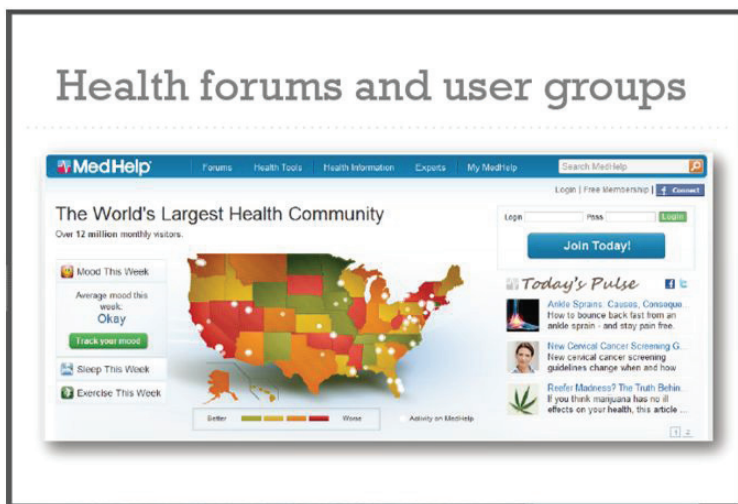 Health forums and user groups
MedHelp
Forums Health Tools Health Information Experts My MedHelp Search MedHelp
Login | Free Membership | f Connect
The World's Largest Health Community
Over 12 million monthly visitors.
Login Pass Login
Join Today!
Mood This Week
Average mood this
week:
Okay
Track your mood
Sleep This Week
Exercise This Week
Better Worse Activity on MedHelp
Today's Pulse
Ankle Sprains: Causes, Conseque...
How to bounce back fast from an
ankle sprain - and stay pain free.
New Cervical Cancer Screening G...
New cervical cancer screening
guidelines change when and how
Reefer Madness? The Truth Behin...
If you think marijuana has no ill
effects on your health, this article ...
1 2